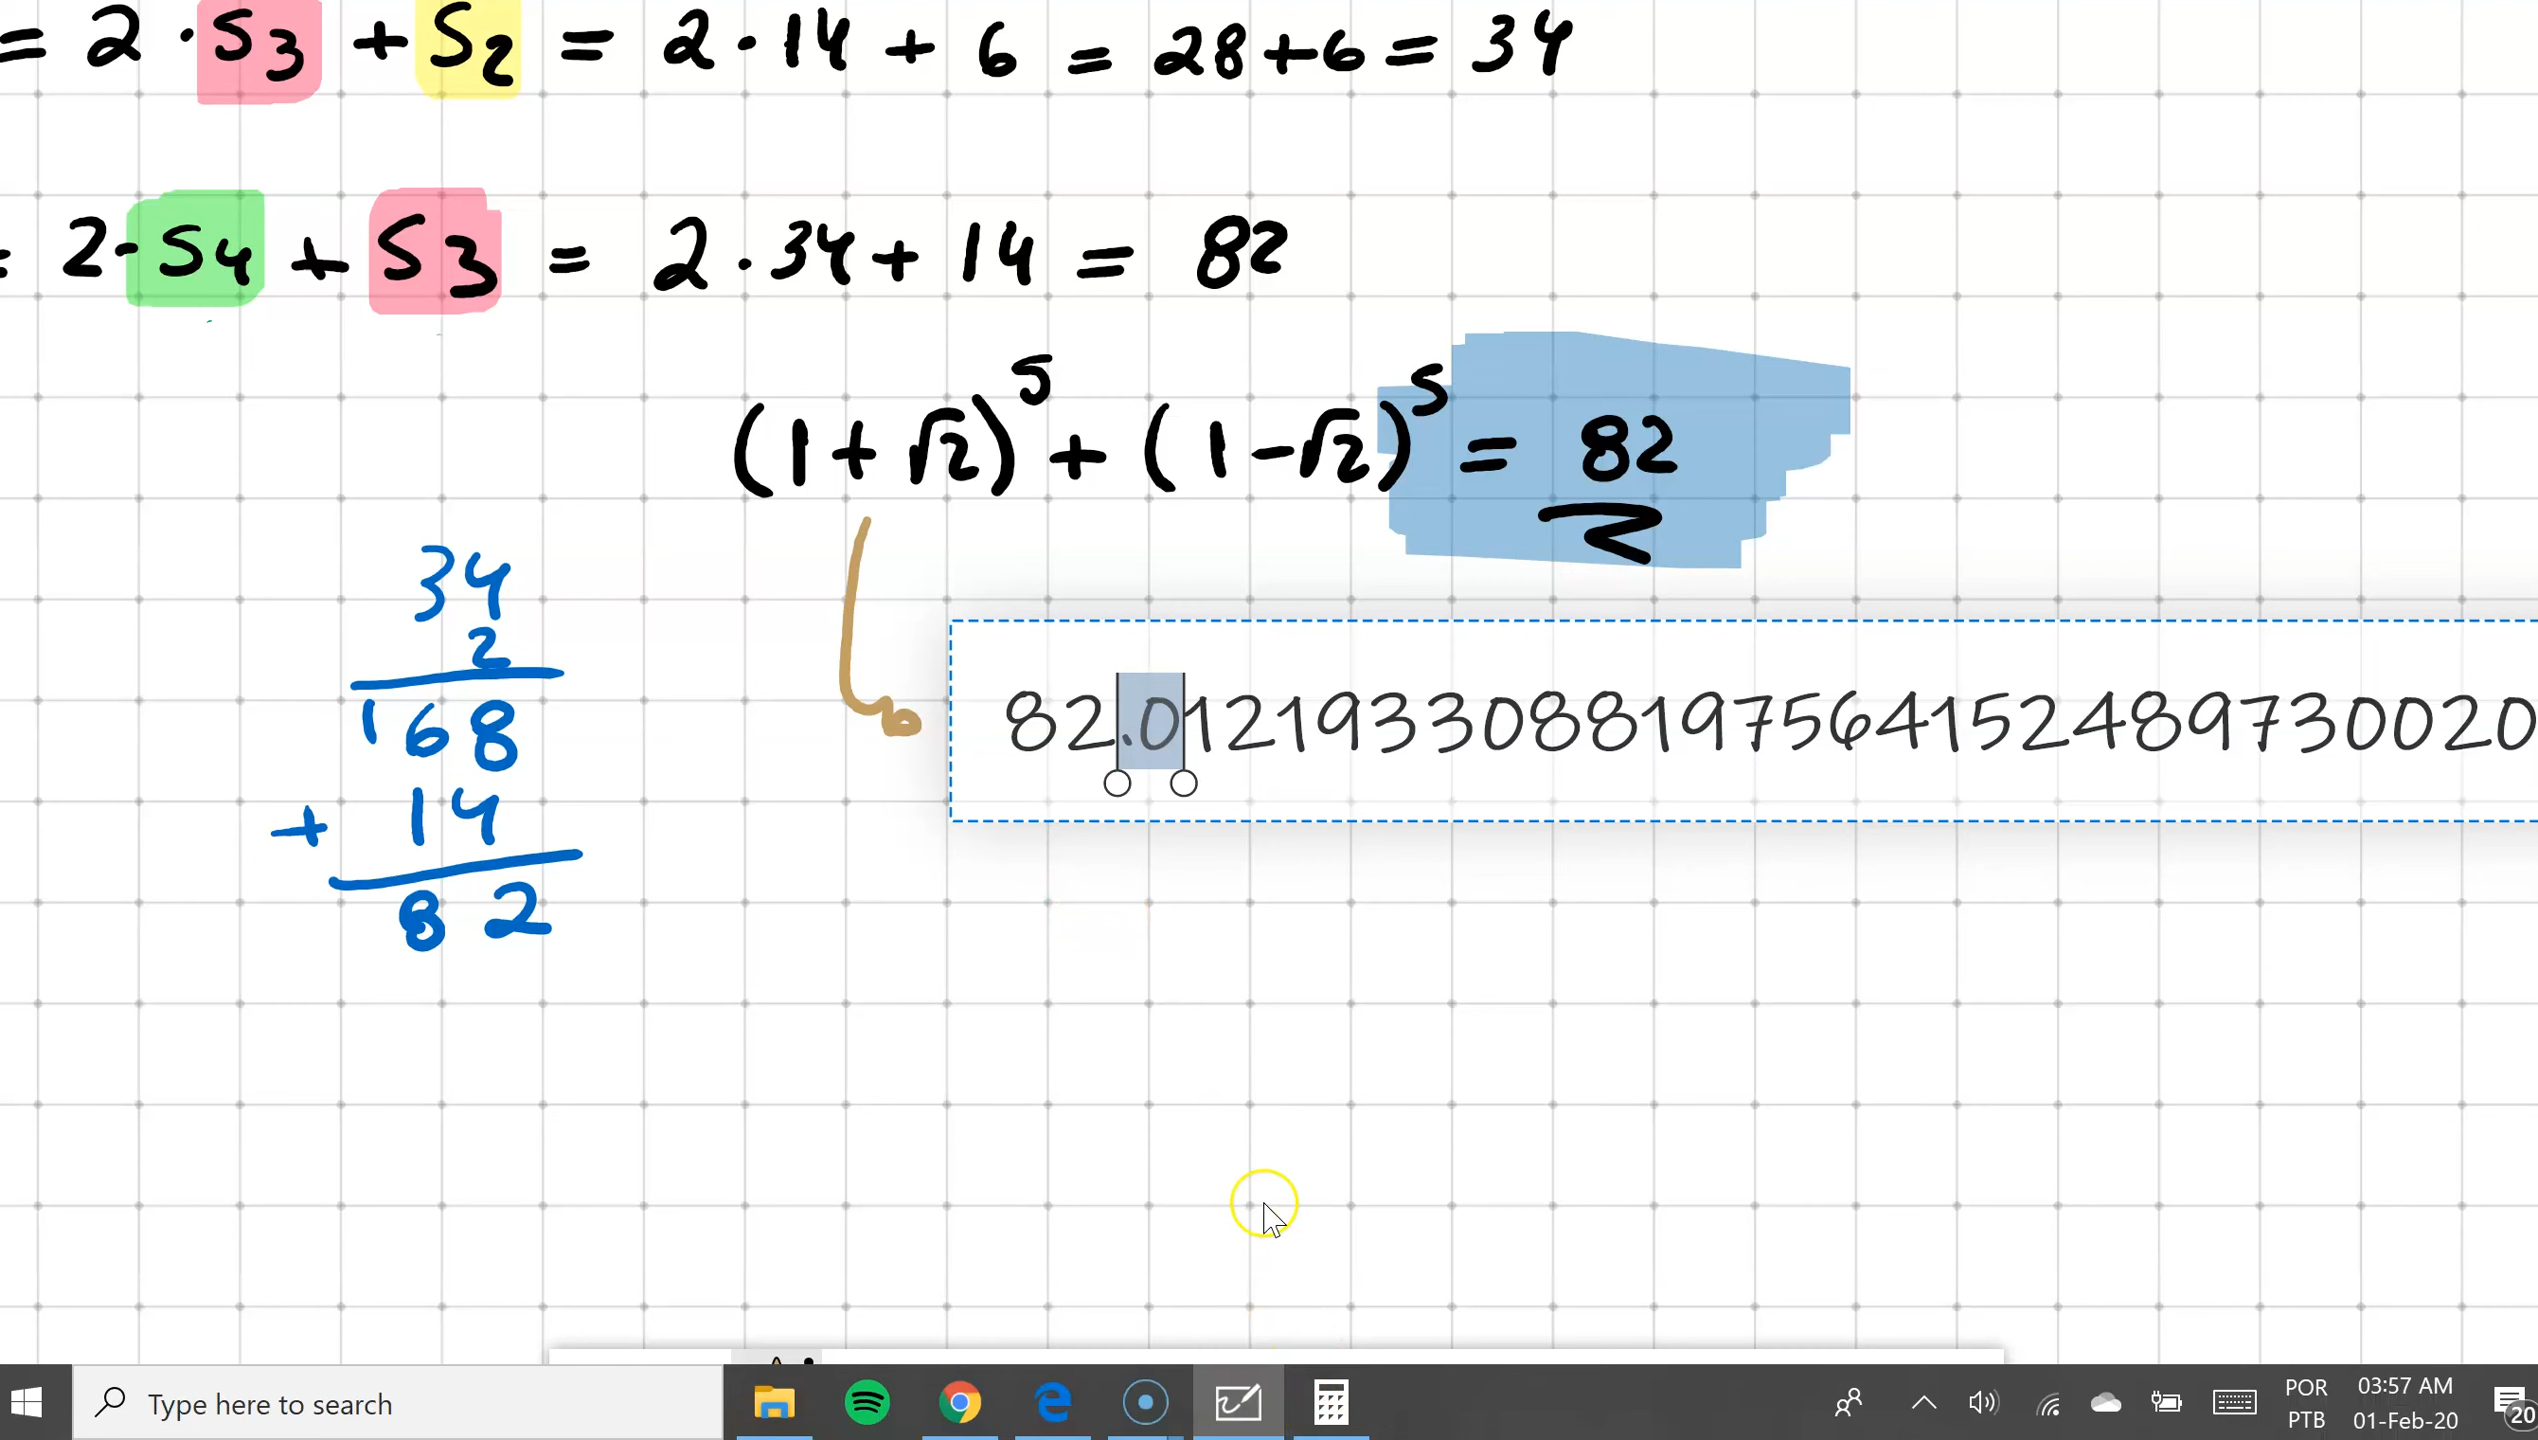 = 2 · S3 + S2 = 2 · 14 + 6 = 28 + 6 = 34
= 2 · S4 + S3 = 2 · 34 + 14 = 82
(1 + √2)^5 + (1 - √2)^5 = 82
34
2
168
+ 14
82
82.0121933088197564152489730020
Type here to search
POR
PTB
03:57 AM
01-Feb-20
20